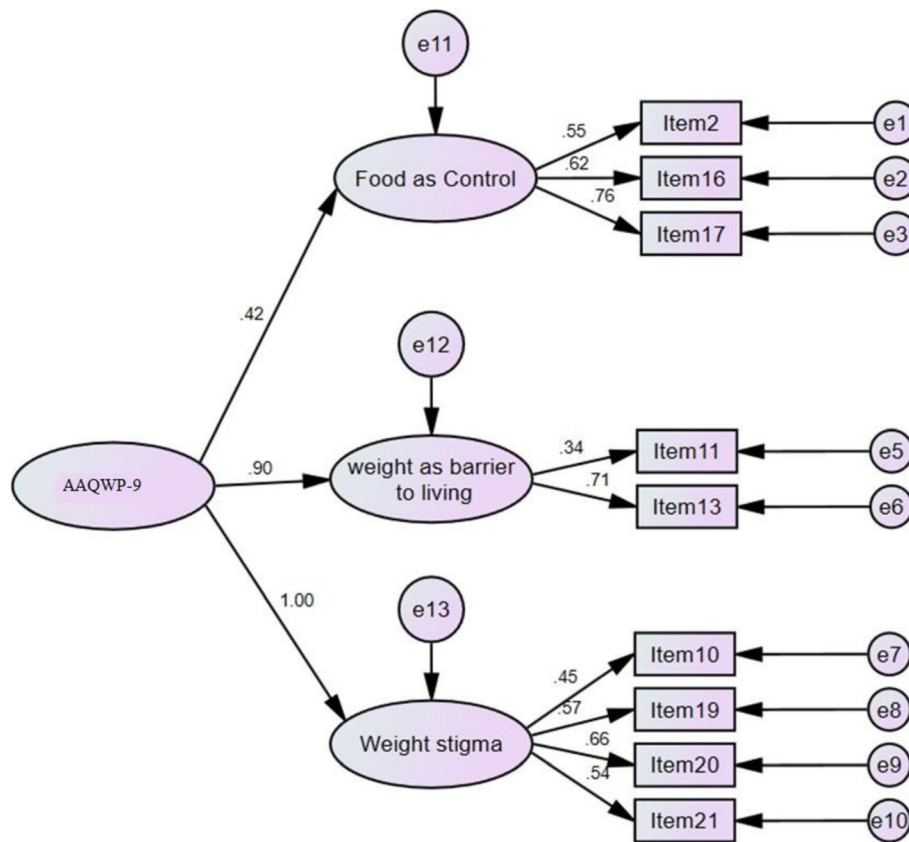 e11
.55
Item2
e1
Food as Control
.62
Item16
e2
.76
Item17
e3
.42
e12
.34
Item11
e5
AAQWP-9
.90
weight as barrier
to living
.71
Item13
e6
1.00
e13
.45
Item10
e7
.57
Item19
e8
Weight stigma
.66
Item20
e9
.54
Item21
e10